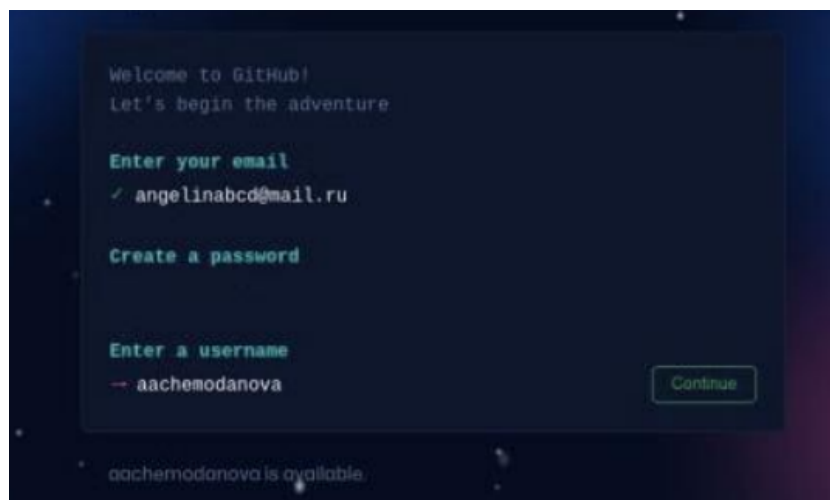 Welcome to GitHub!
Let's begin the adventure
Enter your email
✓ angelinabcd@mail.ru
Create a password
Enter a username
→ aachemodanova
Continue
aachemodanova is available.